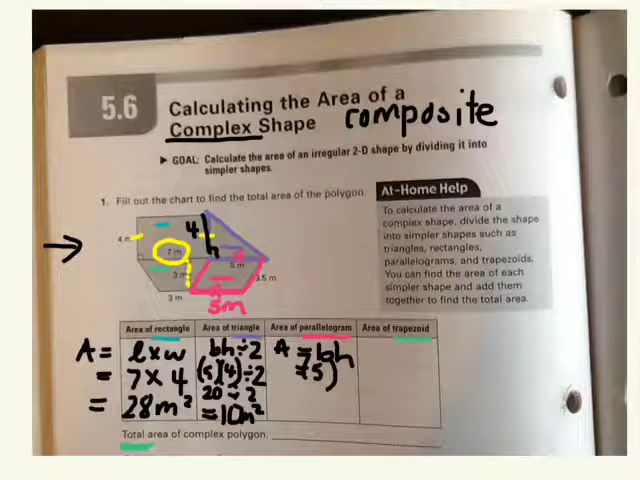 5.6
Calculating the Area of a
Complex Shape composite
▶ GOAL: Calculate the area of an irregular 2-D shape by dividing it into
simpler shapes.
1. Fill out the chart to find the total area of the polygon.
At-Home Help
To calculate the area of a
complex shape, divide the shape
into simpler shapes such as
triangles, rectangles,
parallelograms, and trapezoids.
You can find the area of each
simpler shape and add them
together to find the total area.
4 m
4
7 m
h
5 m
3 m
3.5 m
3 m
5m
Area of rectangle Area of triangle Area of parallelogram Area of trapezoid
A = l x w bh ÷ 2 A = bh
= 7 x 4 (5)(4) ÷ 2 = (5)
20 ÷ 2
= 28m² = 10m²
Total area of complex polygon.